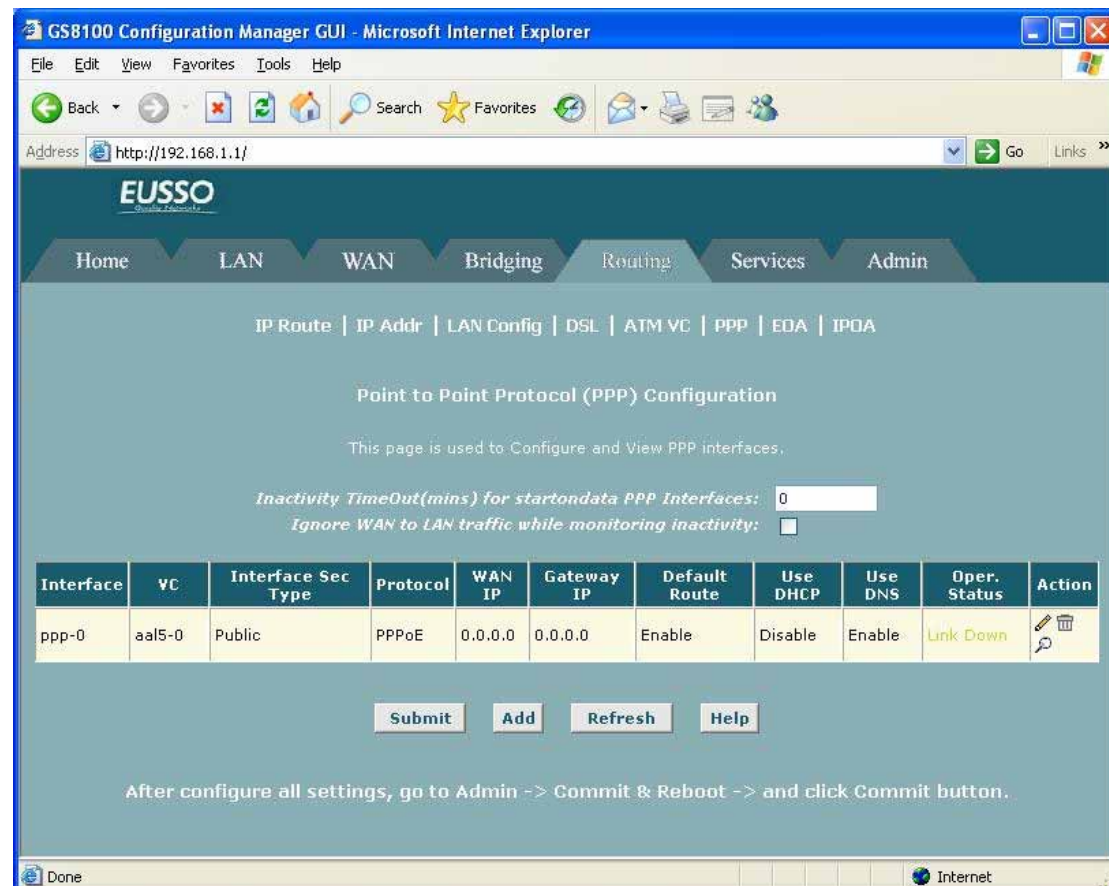 GS8100 Configuration Manager GUI - Microsoft Internet Explorer
File Edit View Favorites Tools Help
Back Search Favorites
Address http://192.168.1.1/ Go Links »
EUSSO
Quality Networks
Home LAN WAN Bridging Routing Services Admin
IP Route | IP Addr | LAN Config | DSL | ATM VC | PPP | EOA | IPOA
Point to Point Protocol (PPP) Configuration
This page is used to Configure and View PPP interfaces.
Inactivity TimeOut(mins) for startondata PPP Interfaces: 0
Ignore WAN to LAN traffic while monitoring inactivity:
Interface VC Interface Sec Type Protocol WAN IP Gateway IP Default Route Use DHCP Use DNS Oper. Status Action
ppp-0 aal5-0 Public PPPoE 0.0.0.0 0.0.0.0 Enable Disable Enable Link Down
Submit Add Refresh Help
After configure all settings, go to Admin -> Commit & Reboot -> and click Commit button.
Done Internet